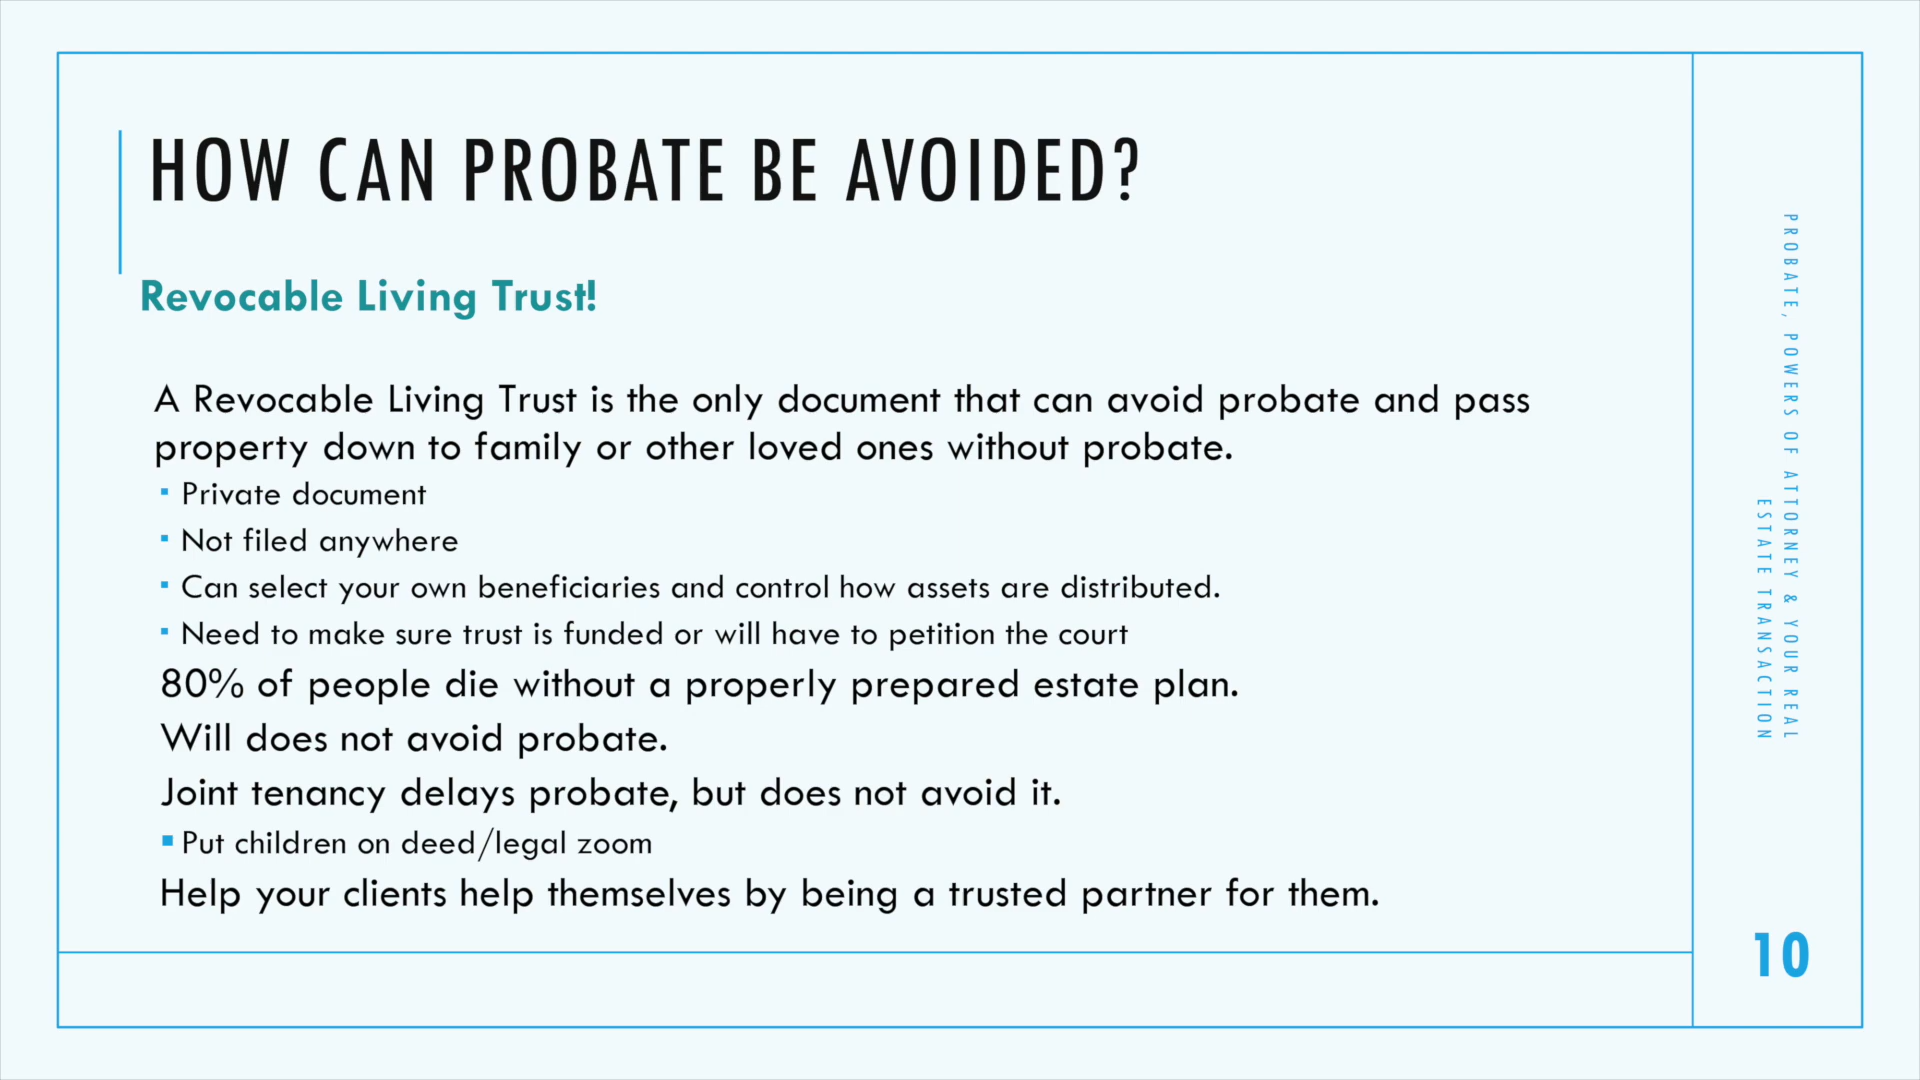 HOW CAN PROBATE BE AVOIDED?
Revocable Living Trust!
A Revocable Living Trust is the only document that can avoid probate and pass
property down to family or other loved ones without probate.
▪ Private document
▪ Not filed anywhere
▪ Can select your own beneficiaries and control how assets are distributed.
▪ Need to make sure trust is funded or will have to petition the court
80% of people die without a properly prepared estate plan.
Will does not avoid probate.
Joint tenancy delays probate, but does not avoid it.
▪ Put children on deed/legal zoom
Help your clients help themselves by being a trusted partner for them.
PROBATE, POWERS OF ATTORNEY & YOUR REAL
ESTATE TRANSACTION
10